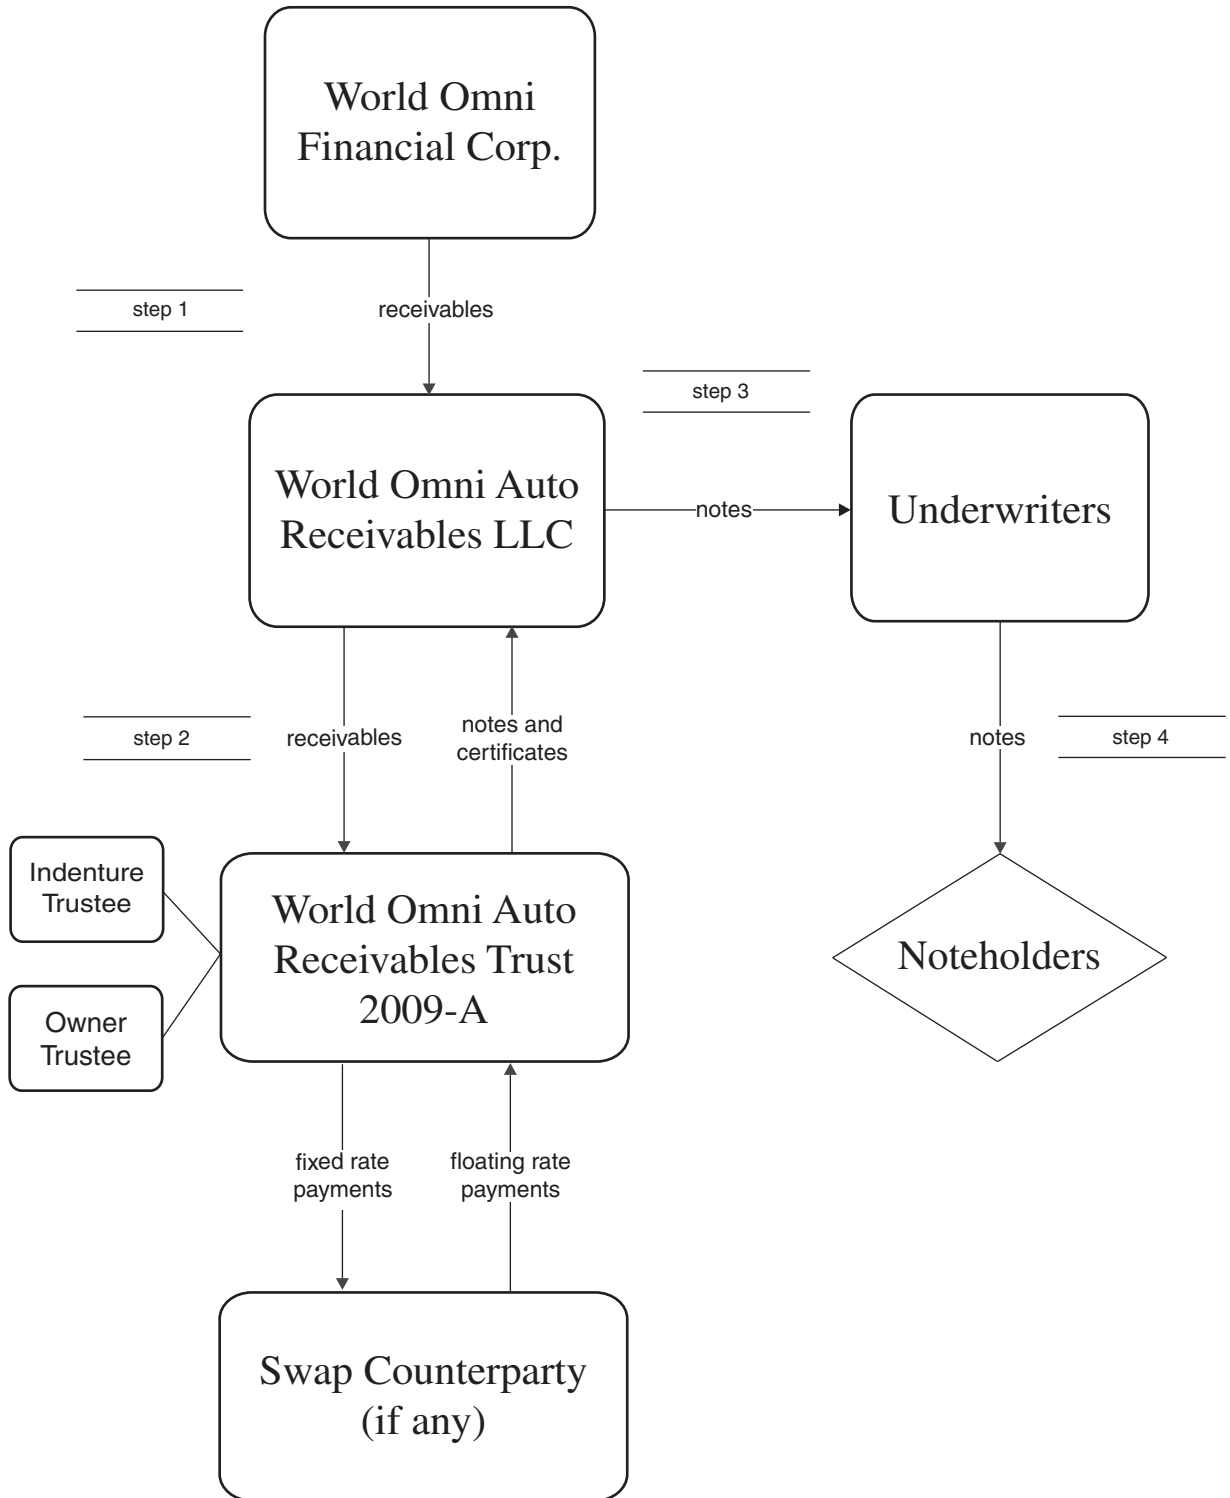 World Omni
Financial Corp.
step 1
receivables
step 3
World Omni Auto
Receivables LLC
notes
Underwriters
step 2
receivables
notes and
certificates
notes
step 4
Indenture
Trustee
Owner
Trustee
World Omni Auto
Receivables Trust
2009-A
Noteholders
fixed rate
payments
floating rate
payments
Swap Counterparty
(if any)